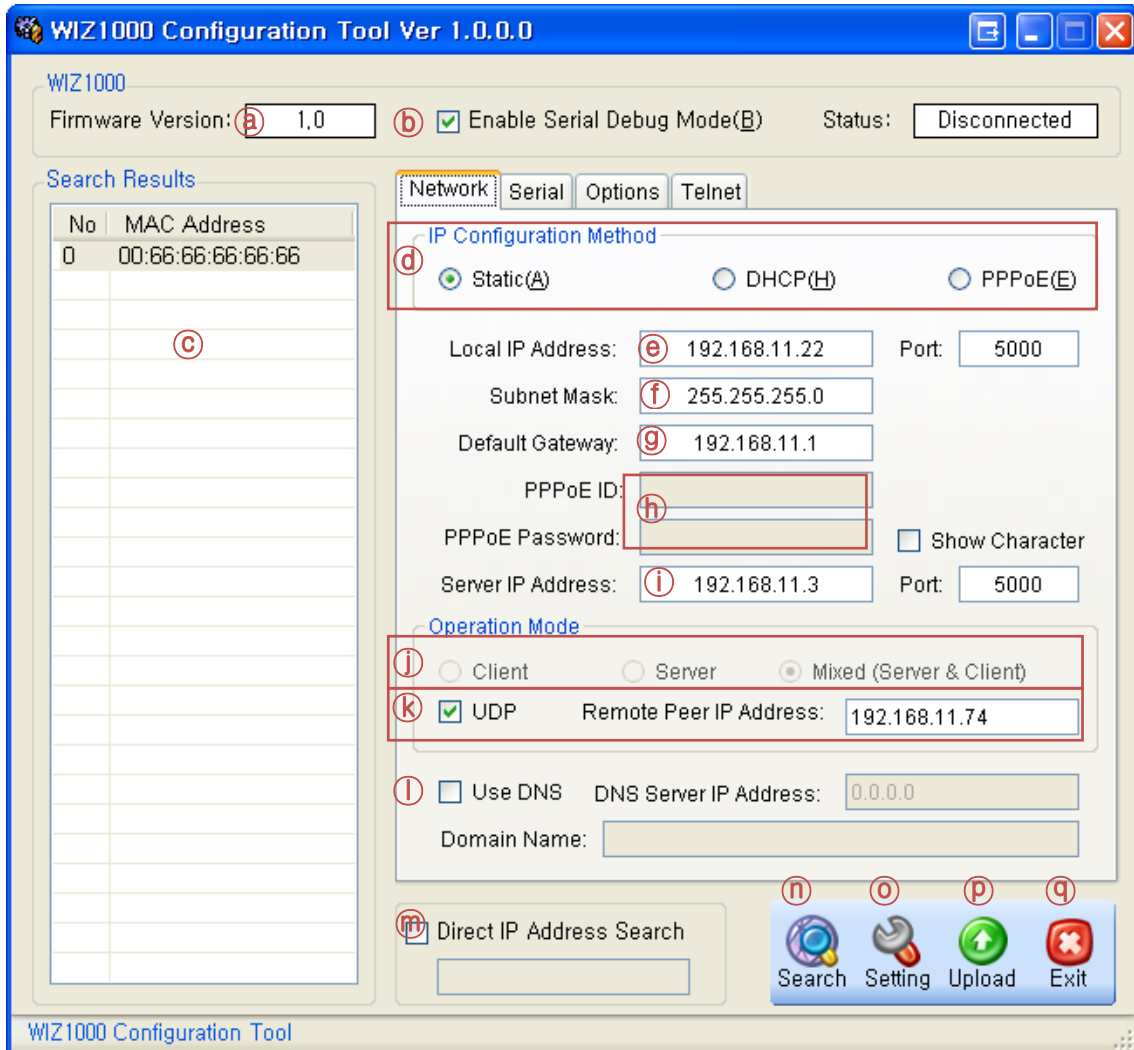 WIZ1000 Configuration Tool Ver 1.0.0.0
WIZ1000
Firmware Version: ⓐ 1.0 ⓑ Enable Serial Debug Mode(B) Status: Disconnected
Search Results
No MAC Address
0 00:66:66:66:66:66
ⓒ
Network Serial Options Telnet
IP Configuration Method
ⓓ Static(A) DHCP(H) PPPoE(E)
Local IP Address: ⓔ 192.168.11.22 Port: 5000
Subnet Mask: ⓕ 255.255.255.0
Default Gateway: ⓖ 192.168.11.1
PPPoE ID:
ⓗ
PPPoE Password: Show Character
Server IP Address: ⓘ 192.168.11.3 Port: 5000
Operation Mode
ⓙ Client Server Mixed (Server & Client)
ⓚ UDP Remote Peer IP Address: 192.168.11.74
ⓛ Use DNS DNS Server IP Address: 0.0.0.0
Domain Name:
ⓜ Direct IP Address Search
ⓝ ⓞ ⓟ ⓠ
Search Setting Upload Exit
WIZ1000 Configuration Tool